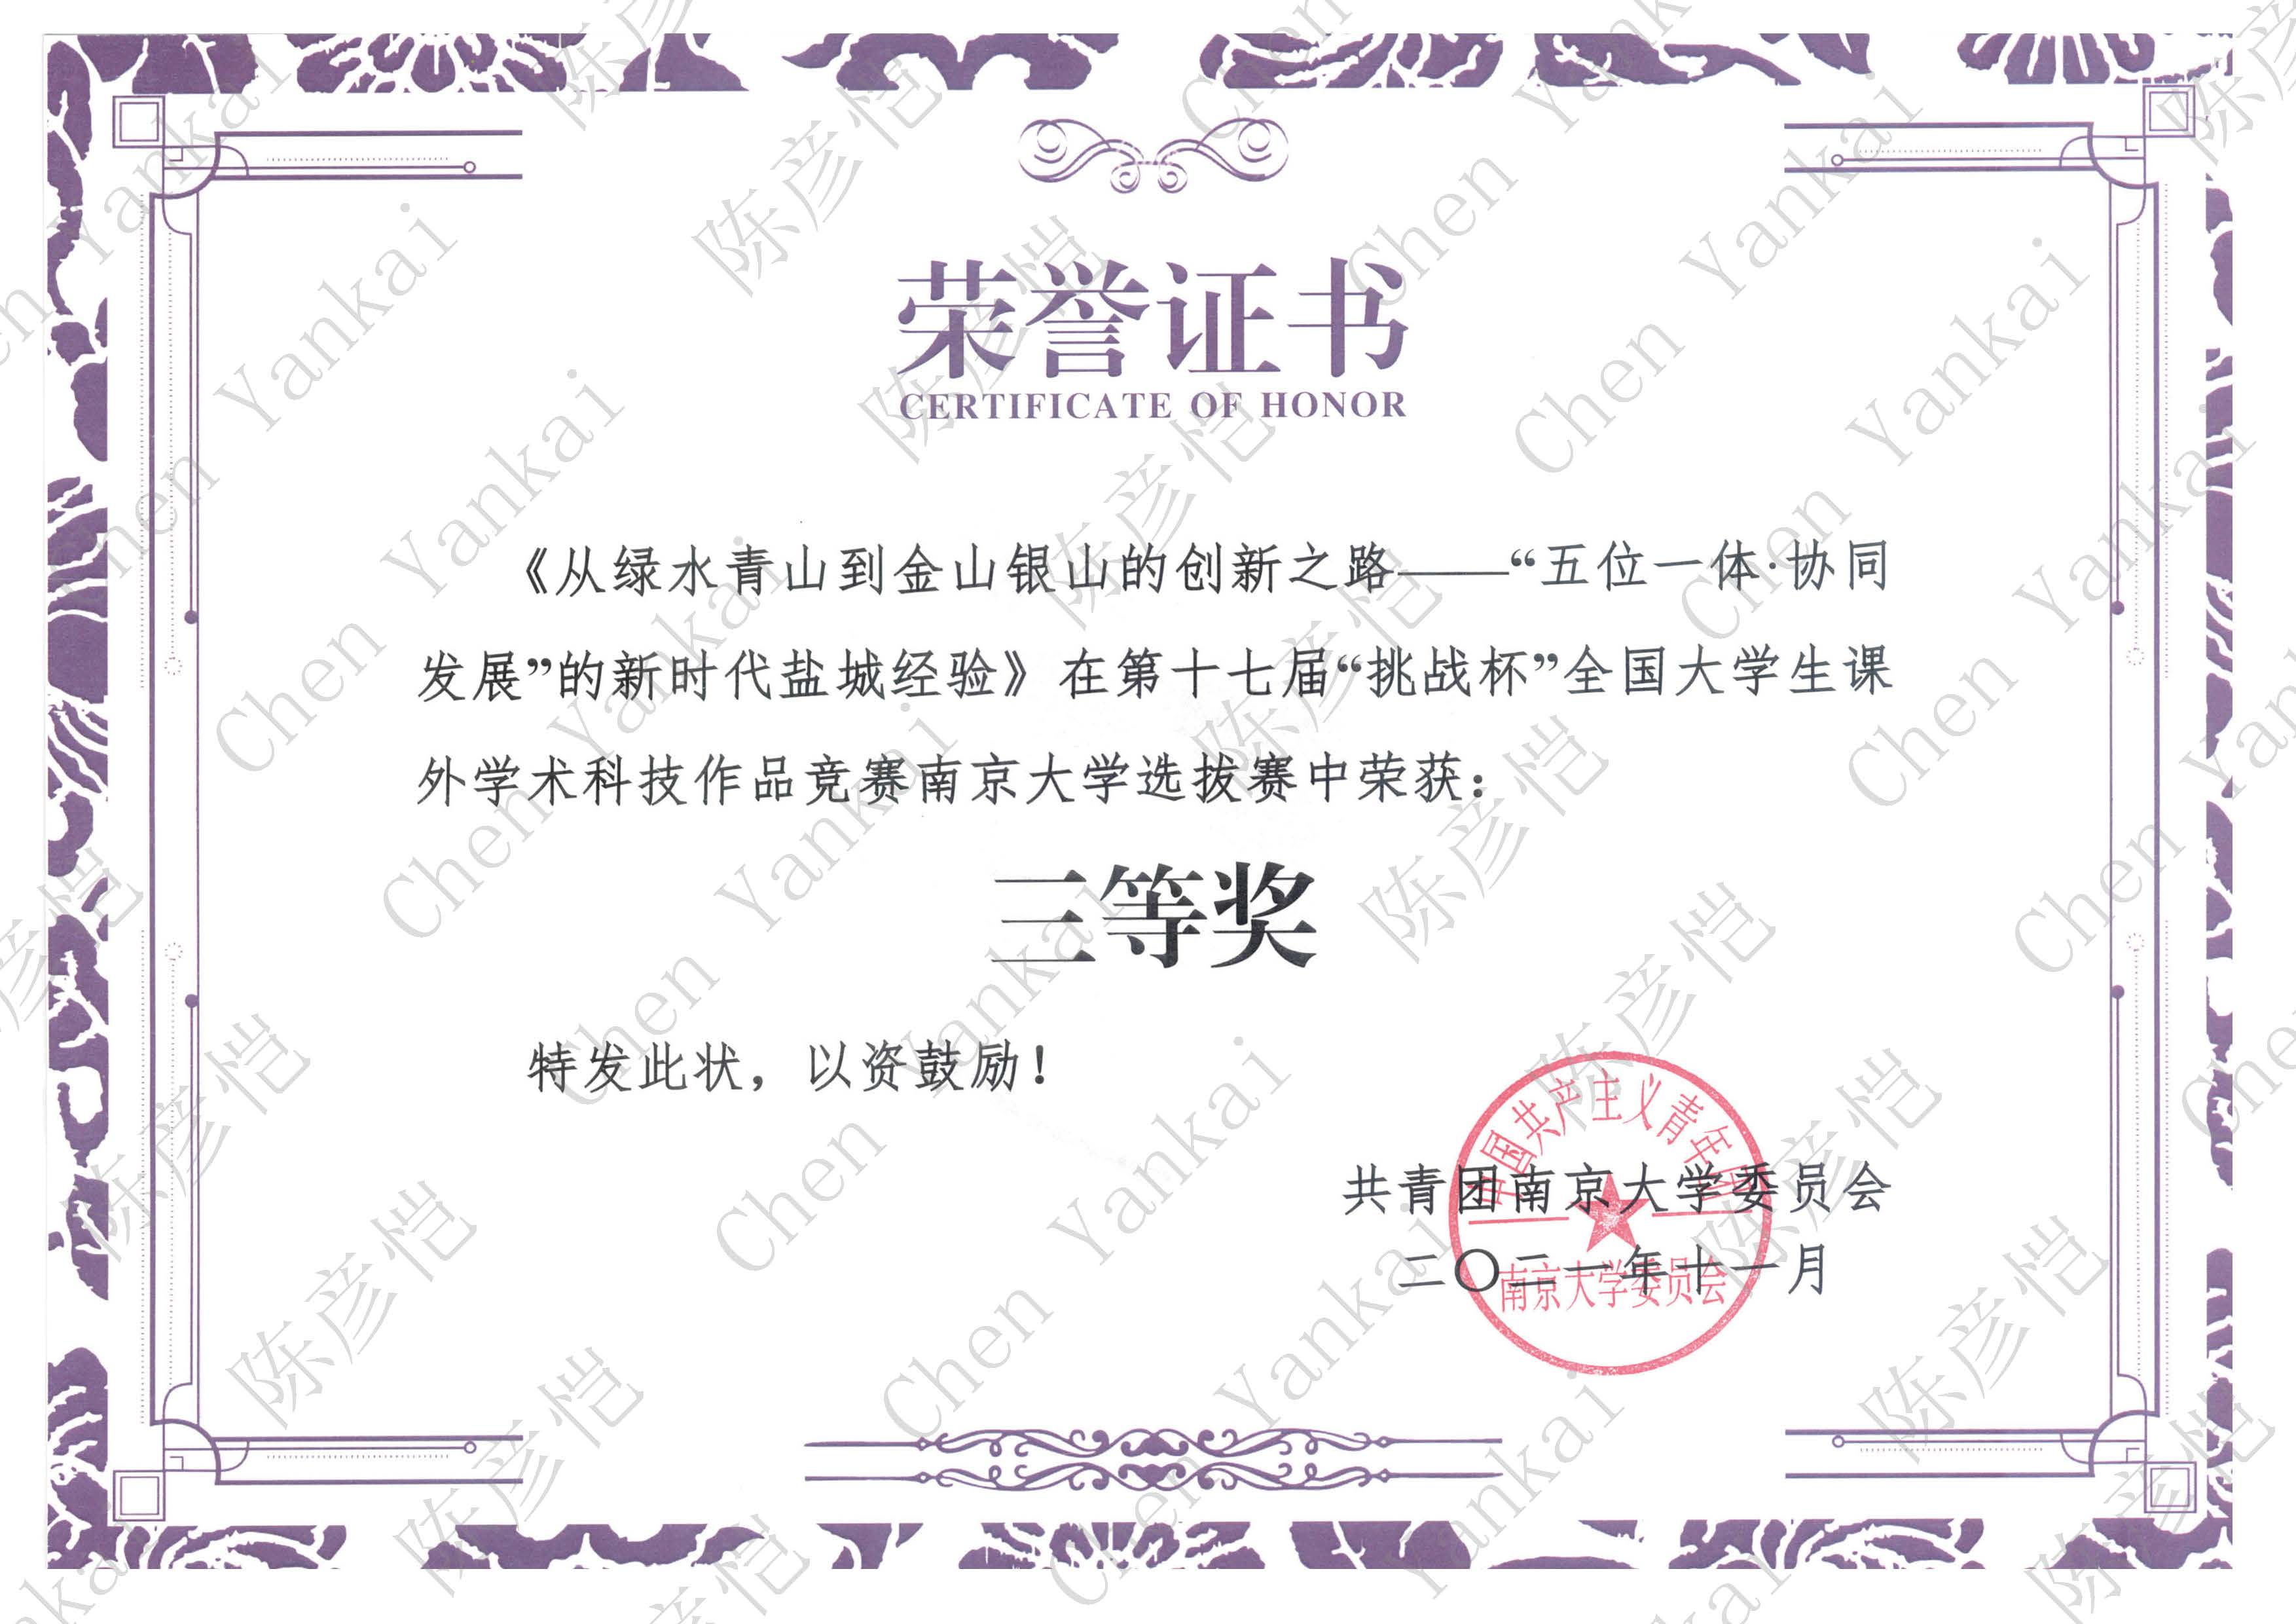 荣誉证书
CERTIFICATE OF HONOR
《从绿水青山到金山银山的创新之路——“五位一体·协同
发展”的新时代盐城经验》在第十七届“挑战杯”全国大学生课
外学术科技作品竞赛南京大学选拔赛中荣获：
三等奖
特发此状，以资鼓励！
共青团南京大学委员会
二〇二一年十一月
中国共产主义青年团
南京大学委员会
陈彦恺 Chen Yankai